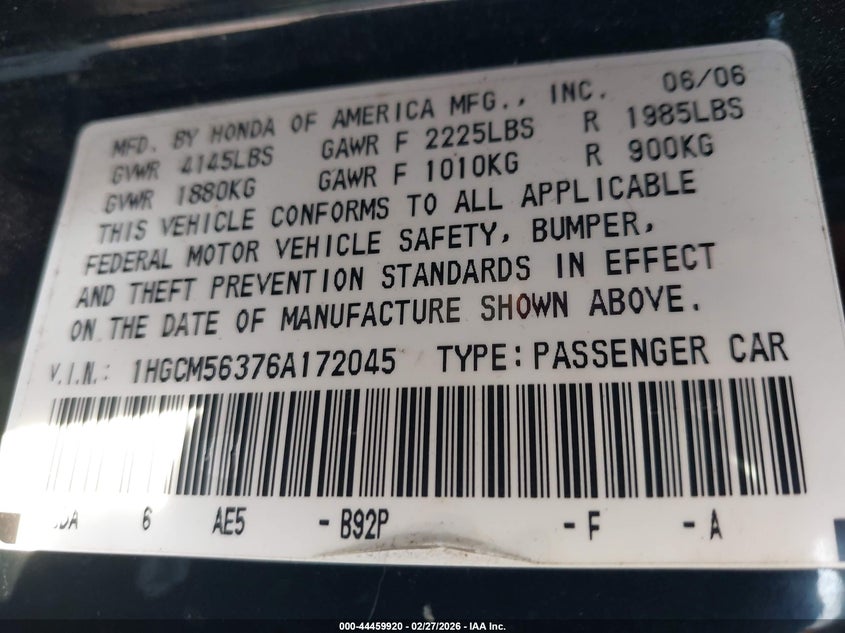 MFD. BY HONDA OF AMERICA MFG., INC. 06/06
GVWR 4145LBS GAWR F 2225LBS R 1985LBS
GVWR 1880KG GAWR F 1010KG R 900KG
THIS VEHICLE CONFORMS TO ALL APPLICABLE
FEDERAL MOTOR VEHICLE SAFETY, BUMPER,
AND THEFT PREVENTION STANDARDS IN EFFECT
ON THE DATE OF MANUFACTURE SHOWN ABOVE.
V.I.N.: 1HGCM56376A172045 TYPE:PASSENGER CAR
6 AE5 -B92P -F -A
000-44459920 - 02/27/2026 - IAA Inc.